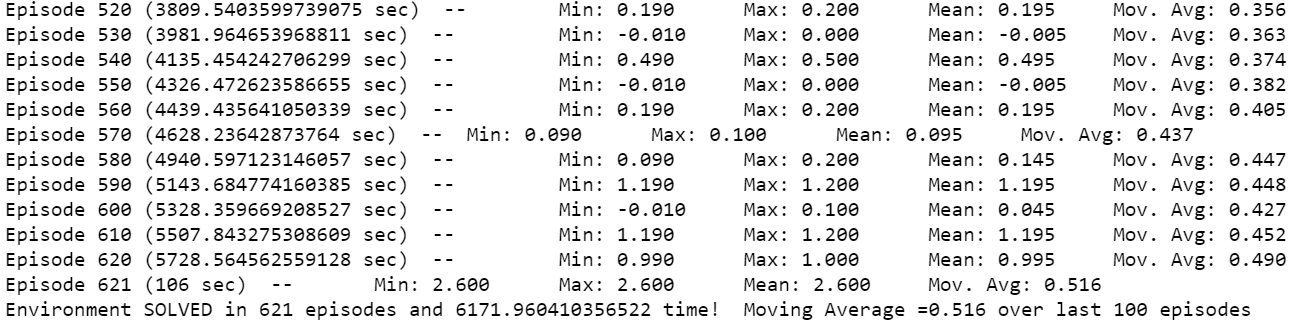 Episode 520 (3809.5403599739075 sec)  --  Min: 0.190  Max: 0.200  Mean: 0.195  Mov. Avg: 0.356
Episode 530 (3981.964653968811 sec)  --  Min: -0.010  Max: 0.000  Mean: -0.005  Mov. Avg: 0.363
Episode 540 (4135.454242706299 sec)  --  Min: 0.490  Max: 0.500  Mean: 0.495  Mov. Avg: 0.374
Episode 550 (4326.472623586655 sec)  --  Min: -0.010  Max: 0.000  Mean: -0.005  Mov. Avg: 0.382
Episode 560 (4439.435641050339 sec)  --  Min: 0.190  Max: 0.200  Mean: 0.195  Mov. Avg: 0.405
Episode 570 (4628.23642873764 sec)  --  Min: 0.090  Max: 0.100  Mean: 0.095  Mov. Avg: 0.437
Episode 580 (4940.597123146057 sec)  --  Min: 0.090  Max: 0.200  Mean: 0.145  Mov. Avg: 0.447
Episode 590 (5143.684774160385 sec)  --  Min: 1.190  Max: 1.200  Mean: 1.195  Mov. Avg: 0.448
Episode 600 (5328.359669208527 sec)  --  Min: -0.010  Max: 0.100  Mean: 0.045  Mov. Avg: 0.427
Episode 610 (5507.843275308609 sec)  --  Min: 1.190  Max: 1.200  Mean: 1.195  Mov. Avg: 0.452
Episode 620 (5728.564562559128 sec)  --  Min: 0.990  Max: 1.000  Mean: 0.995  Mov. Avg: 0.490
Episode 621 (106 sec)  --  Min: 2.600  Max: 2.600  Mean: 2.600  Mov. Avg: 0.516
Environment SOLVED in 621 episodes and 6171.960410356522 time!  Moving Average =0.516 over last 100 episodes